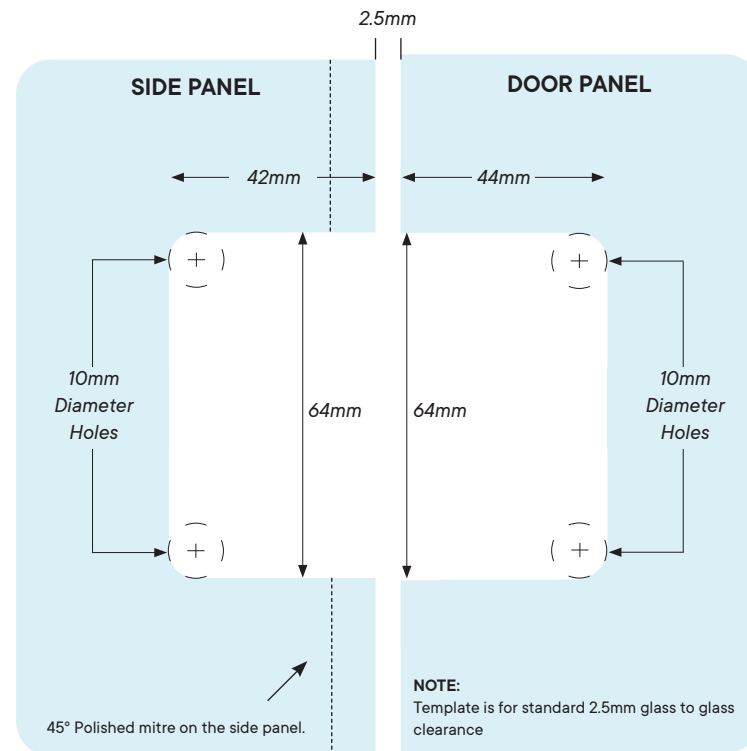 2.5mm
SIDE PANEL
DOOR PANEL
42mm
44mm
10mm
Diameter
Holes
64mm
64mm
10mm
Diameter
Holes
45° Polished mitre on the side panel.
NOTE:
Template is for standard 2.5mm glass to glass
clearance